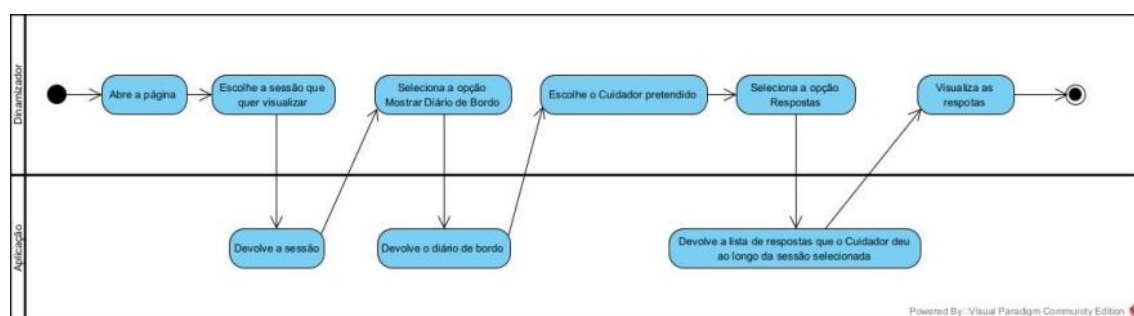 Dinamizador
Abre a página
Escolhe a sessão que
quer visualizar
Seleciona a opção
Mostrar Diário de Bordo
Escolhe o Cuidador pretendido
Seleciona a opção
Respostas
Visualiza as
respotas
Aplicação
Devolve a sessão
Devolve o diário de bordo
Devolve a lista de respostas que o Cuidador deu
ao longo da sessão selecionada
Powered By: Visual Paradigm Community Edition